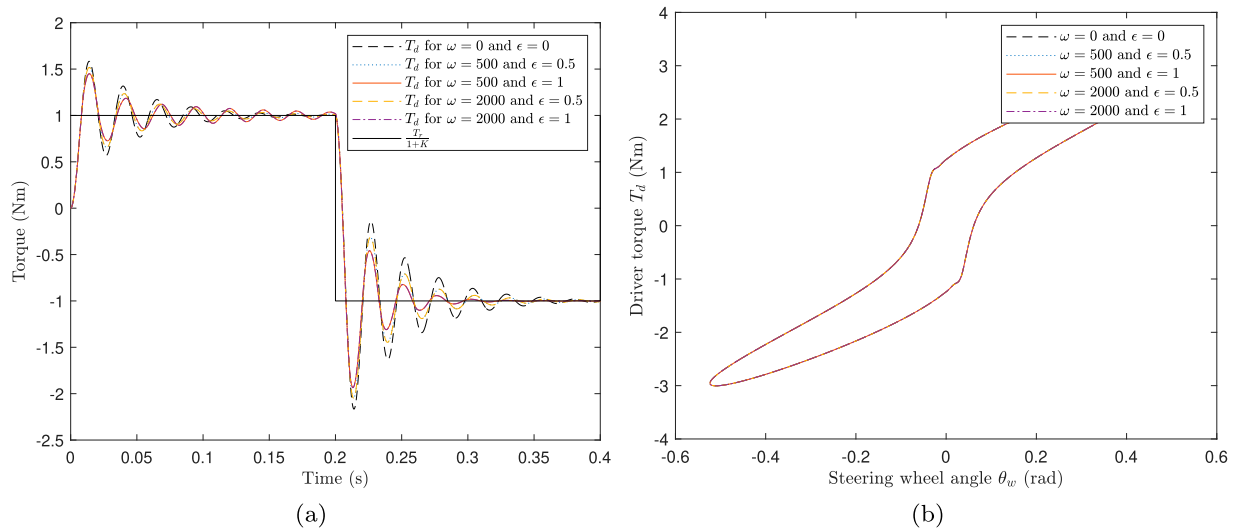 2
1.5
1
0.5
0
-0.5
-1
-1.5
-2
-2.5
Torque (Nm)
0 0.05 0.1 0.15 0.2 0.25 0.3 0.35 0.4
Time (s)
T_d for ω = 0 and ϵ = 0
T_d for ω = 500 and ϵ = 0.5
T_d for ω = 500 and ϵ = 1
T_d for ω = 2000 and ϵ = 0.5
T_d for ω = 2000 and ϵ = 1
T_r/(1+K)
(a)
4
3
2
1
0
-1
-2
-3
-4
Driver torque T_d (Nm)
-0.6 -0.4 -0.2 0 0.2 0.4 0.6
Steering wheel angle θ_w (rad)
ω = 0 and ϵ = 0
ω = 500 and ϵ = 0.5
ω = 500 and ϵ = 1
ω = 2000 and ϵ = 0.5
ω = 2000 and ϵ = 1
(b)